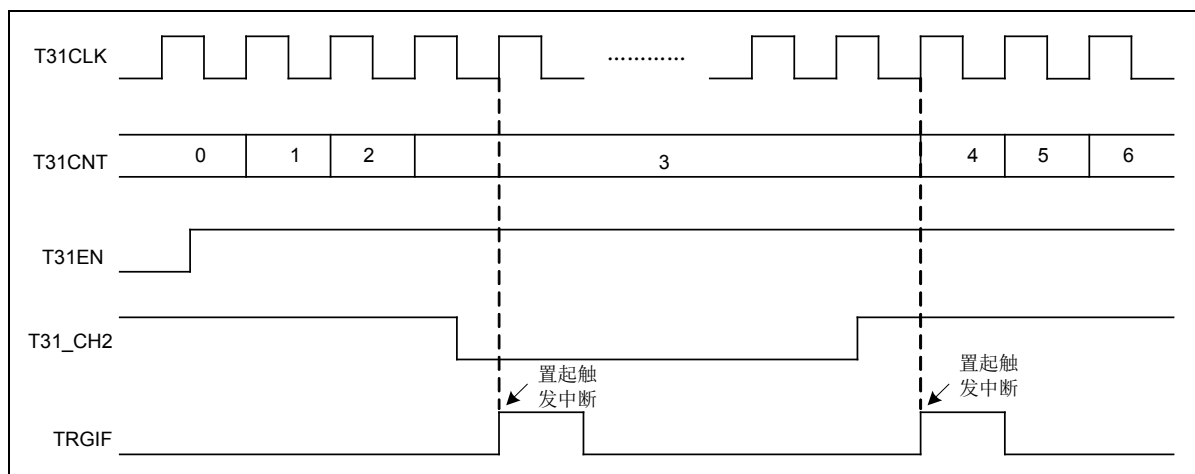 T31CLK
…………
T31CNT
0 1 2 3 4 5 6
T31EN
T31_CH2
置起触
发中断
置起触
发中断
TRGIF